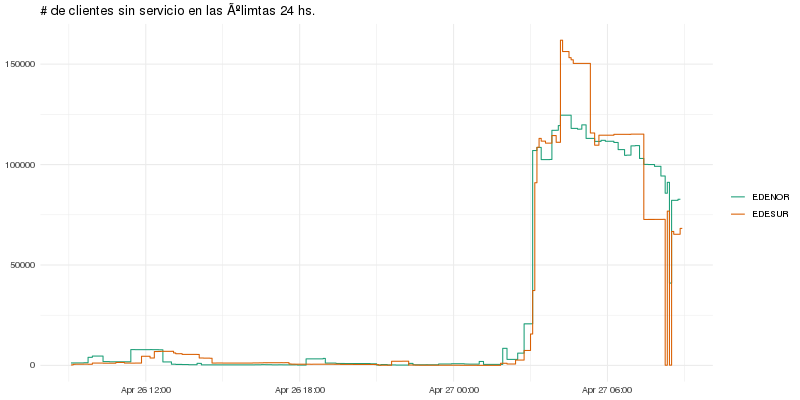 # de clientes sin servicio en las Ãºlimtas 24 hs.
150000
100000
50000
0
EDENOR
EDESUR
Apr 26 12:00
Apr 26 18:00
Apr 27 00:00
Apr 27 06:00